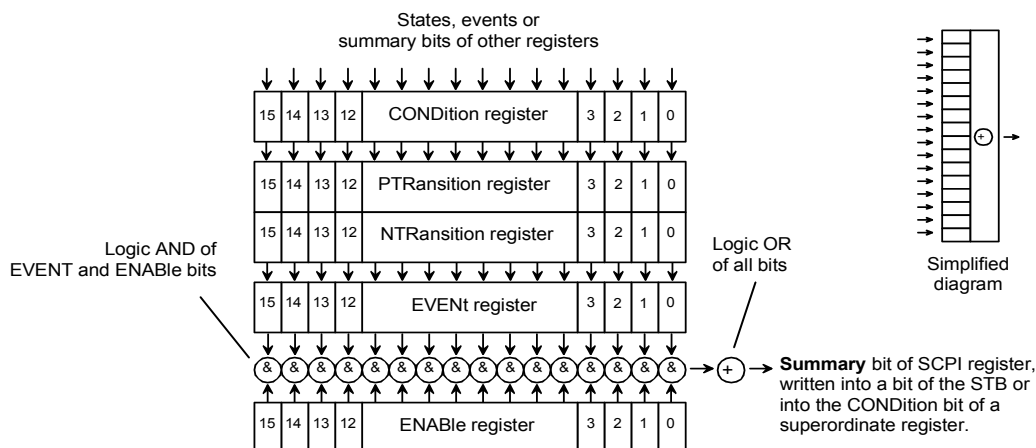 States, events or
summary bits of other registers
15 14 13 12 CONDition register 3 2 1 0
15 14 13 12 PTRansition register 3 2 1 0
15 14 13 12 NTRansition register 3 2 1 0
Logic AND of
EVENT and ENABle bits
Logic OR
of all bits
+
Simplified
diagram
15 14 13 12 EVENt register 3 2 1 0
& & & & & & & & & & & & & & & &
+
Summary bit of SCPI register,
written into a bit of the STB or
into the CONDition bit of a
superordinate register.
15 14 13 12 ENABle register 3 2 1 0